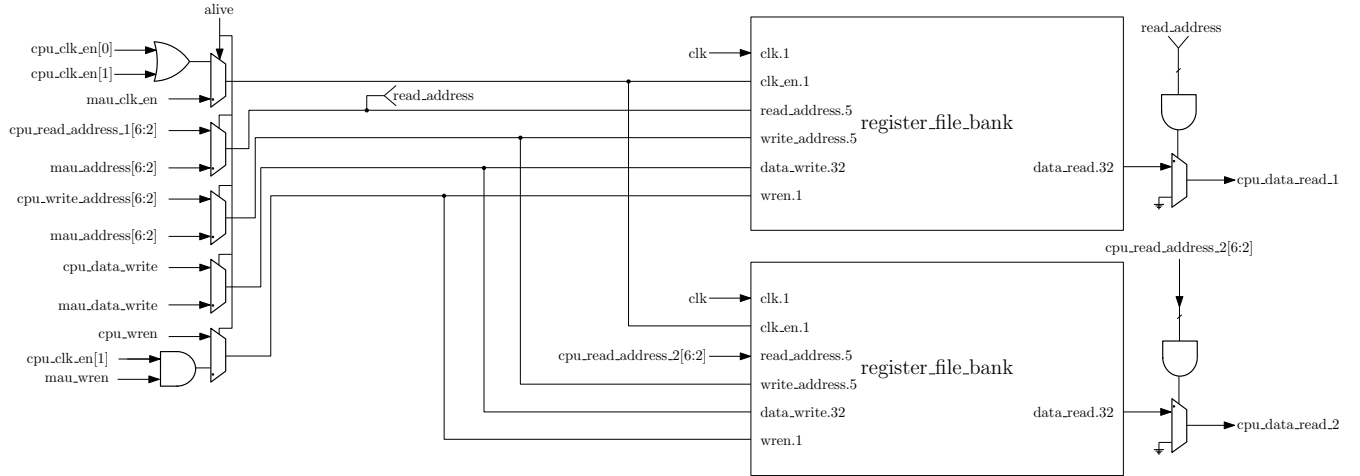 alive
cpu_clk_en[0]
cpu_clk_en[1]
mau_clk_en
cpu_read_address_1[6:2]
mau_address[6:2]
cpu_write_address[6:2]
mau_address[6:2]
cpu_data_write
mau_data_write
cpu_wren
cpu_clk_en[1]
mau_wren
read_address
clk
clk.1
clk_en.1
read_address.5
write_address.5
data_write.32
wren.1
register_file_bank
data_read.32
read_address
cpu_data_read_1
clk
cpu_read_address_2[6:2]
clk.1
clk_en.1
read_address.5
write_address.5
data_write.32
wren.1
register_file_bank
data_read.32
cpu_read_address_2[6:2]
cpu_data_read_2